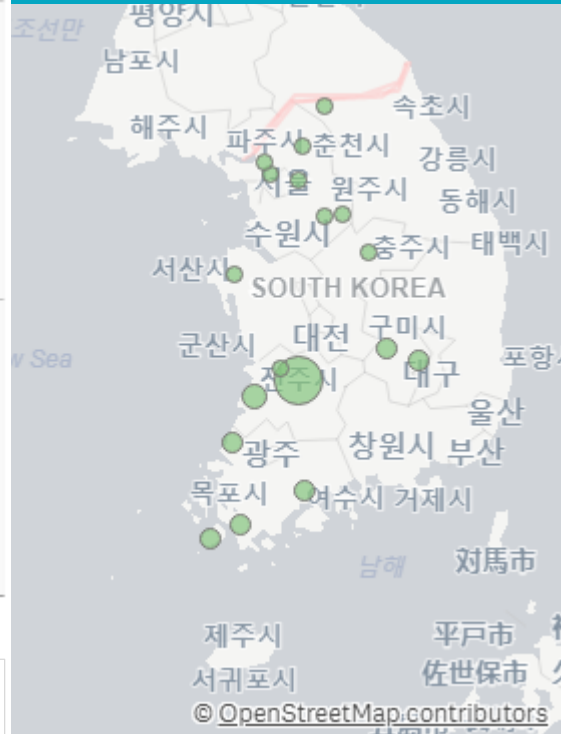 평양시
조선만
남포시
속초시
해주시
파주시
춘천시
강릉시
서울
원주시
동해시
수원시
충주시
태백시
서산시
SOUTH KOREA
군산시
대전
구미시
w Sea
포항
전주시
대구
울산
광주
창원시
부산
목포시
여수시
거제시
남해
対馬市
제주시
平戸市
서귀포시
佐世保市
© OpenStreetMap contributors